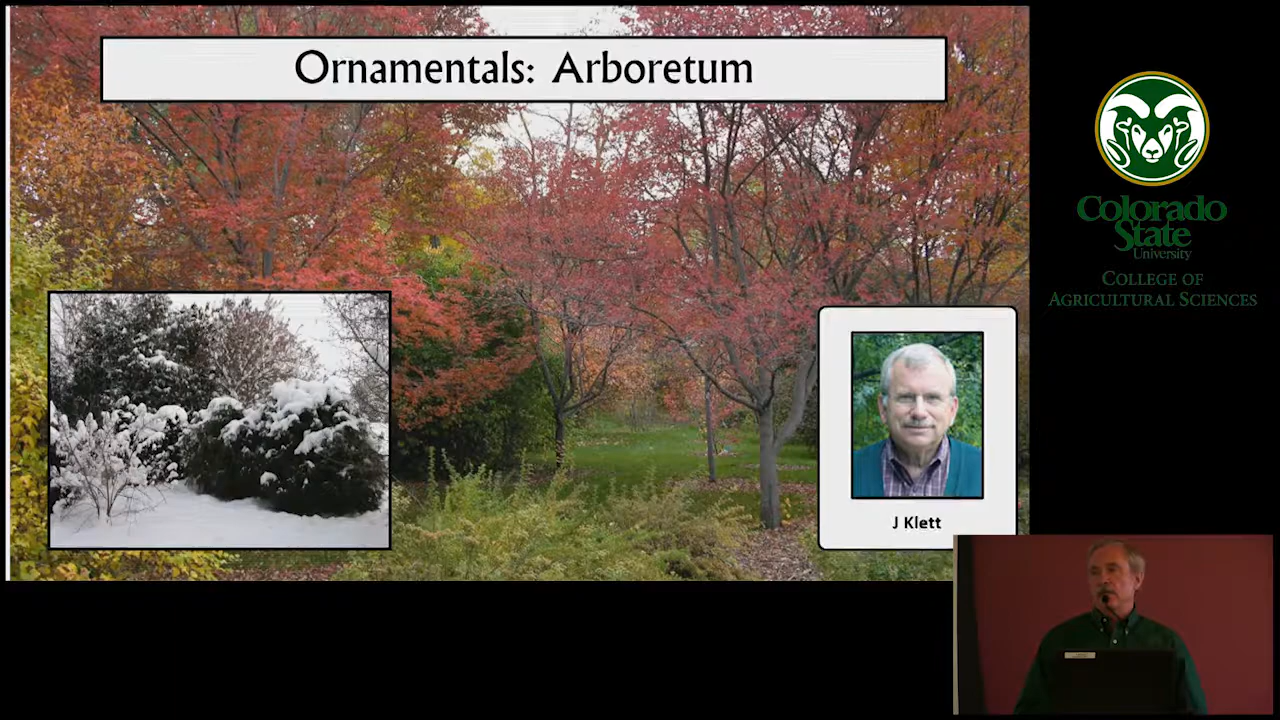 Ornamentals: Arboretum
J Klett
Colorado
State
University
COLLEGE OF
AGRICULTURAL SCIENCES